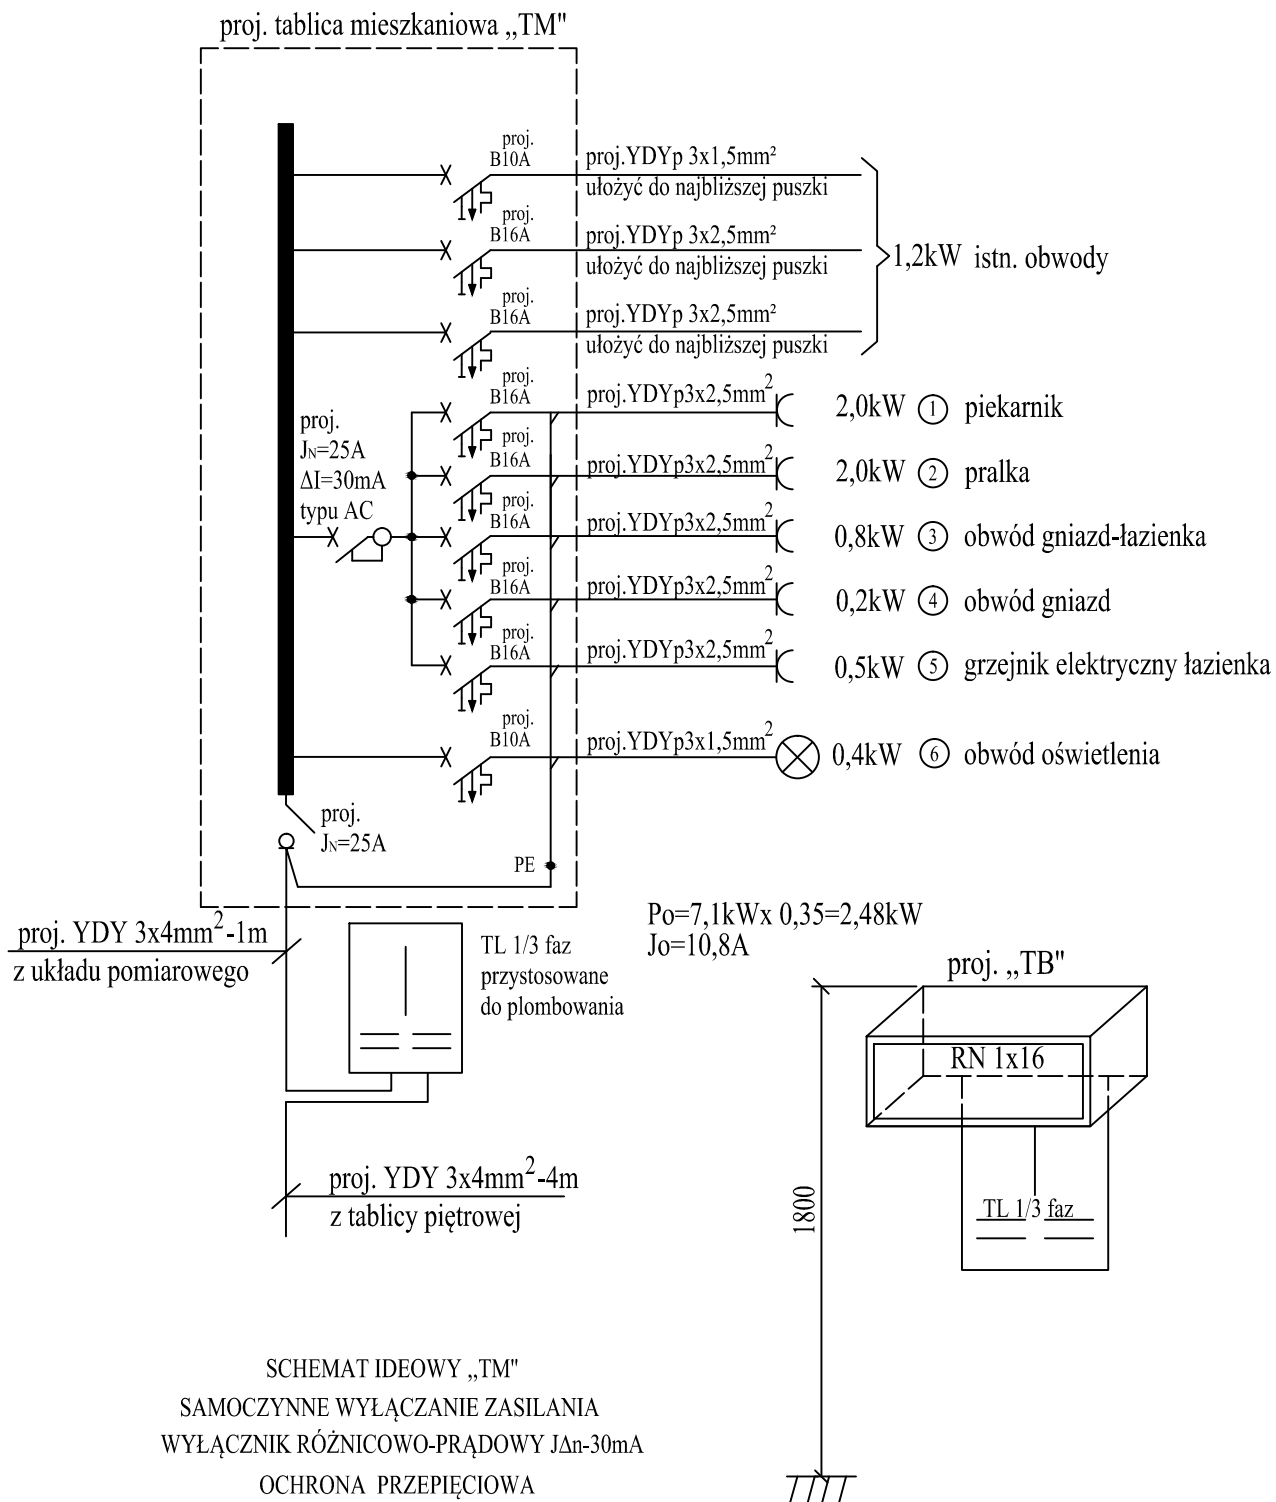 proj. tablica mieszkaniowa „TM"
proj.
B10A
proj.YDYp 3x1,5mm²
ułożyć do najbliższej puszki
proj.
B16A
proj.YDYp 3x2,5mm²
ułożyć do najbliższej puszki
1,2kW istn. obwody
proj.
B16A
proj.YDYp 3x2,5mm²
ułożyć do najbliższej puszki
proj.
B16A
proj.YDYp3x2,5mm²
2,0kW 1 piekarnik
proj.
J_N=25A
ΔI=30mA
typu AC
proj.
B16A
proj.YDYp3x2,5mm²
2,0kW 2 pralka
proj.
B16A
proj.YDYp3x2,5mm²
0,8kW 3 obwód gniazd-łazienka
proj.
B16A
proj.YDYp3x2,5mm²
0,2kW 4 obwód gniazd
proj.
B16A
proj.YDYp3x2,5mm²
0,5kW 5 grzejnik elektryczny łazienka
proj.
B10A
proj.YDYp3x1,5mm²
0,4kW 6 obwód oświetlenia
proj.
J_N=25A
PE
proj. YDY 3x4mm²-1m
z układu pomiarowego
TL 1/3 faz
przystosowane
do plombowania
Po=7,1kWx 0,35=2,48kW
Jo=10,8A
proj. „TB"
RN 1x16
TL 1/3 faz
1800
proj. YDY 3x4mm²-4m
z tablicy piętrowej
SCHEMAT IDEOWY „TM"
SAMOCZYNNE WYŁĄCZANIE ZASILANIA
WYŁĄCZNIK RÓŻNICOWO-PRĄDOWY JΔn-30mA
OCHRONA PRZEPIĘCIOWA